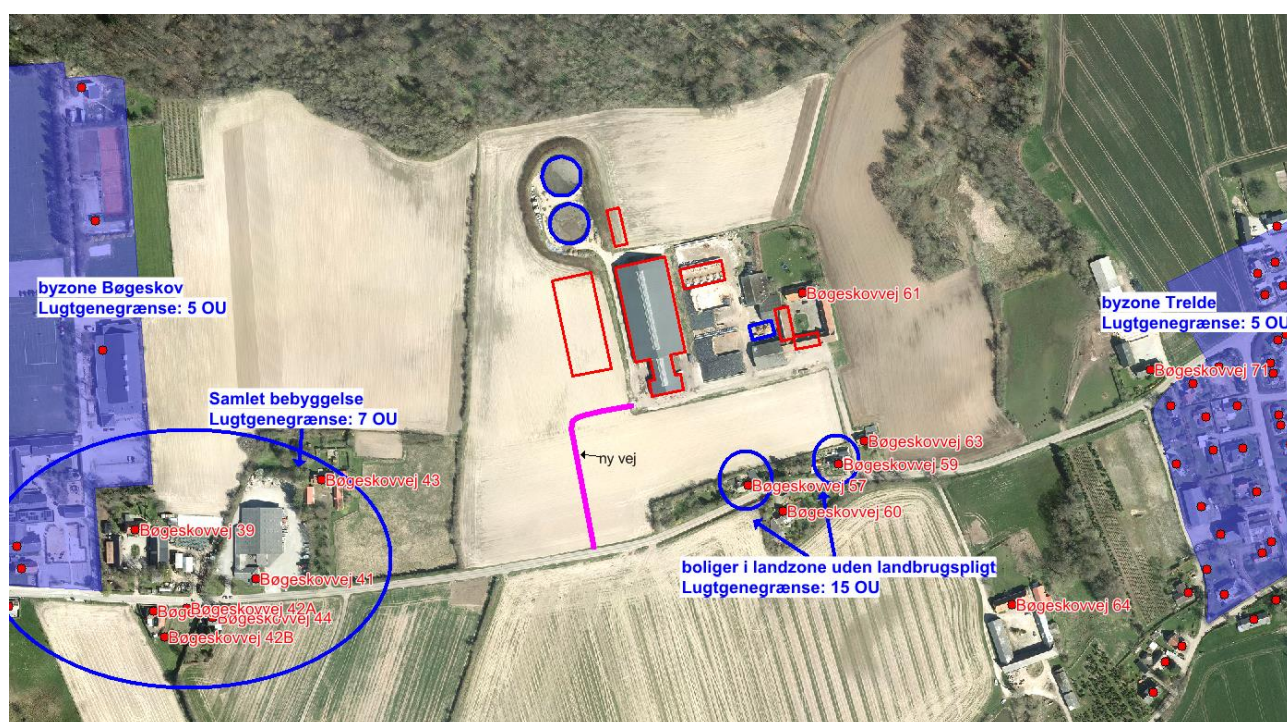 byzone Bøgeskov
Lugtgenegrænse: 5 OU
Bøgeskovvej 61
byzone Trelde
Lugtgenegrænse: 5 OU
Bøgeskovvej 71
Samlet bebyggelse
Lugtgenegrænse: 7 OU
ny vej
Bøgeskovvej 63
Bøgeskovvej 59
Bøgeskovvej 43
Bøgeskovvej 57
Bøgeskovvej 60
Bøgeskovvej 39
boliger i landzone uden landbrugspligt
Lugtgenegrænse: 15 OU
Bøgeskovvej 41
Bøgeskovvej 42A
Bøgeskovvej 44
Bøgeskovvej 42B
Bøgeskovvej 64